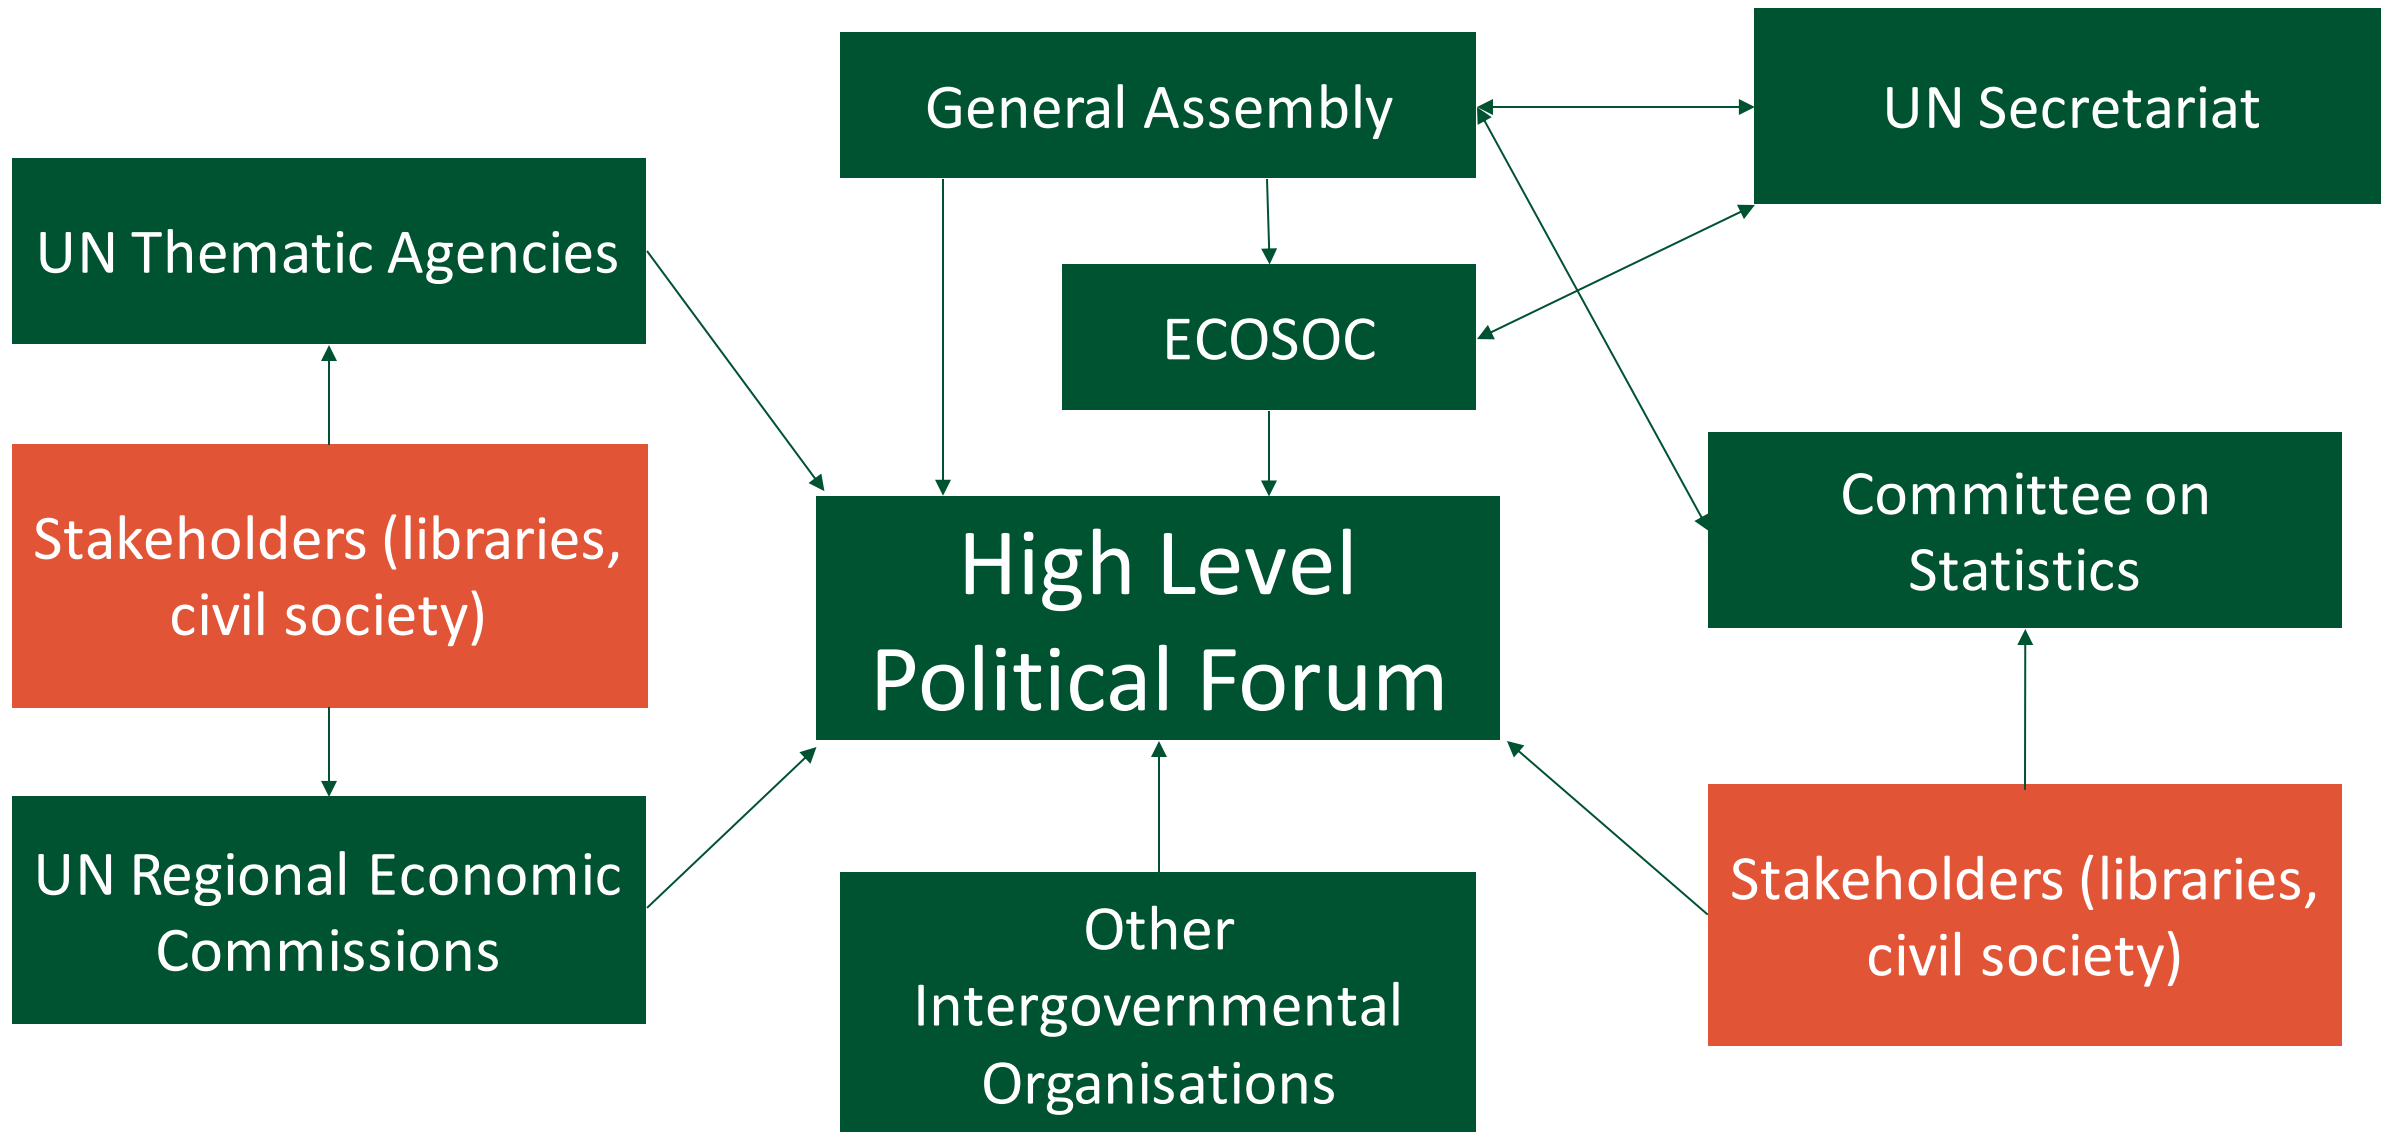 General Assembly
UN Secretariat
UN Thematic Agencies
ECOSOC
Stakeholders (libraries,
civil society)
High Level
Political Forum
Committee on
Statistics
UN Regional Economic
Commissions
Other
Intergovernmental
Organisations
Stakeholders (libraries,
civil society)